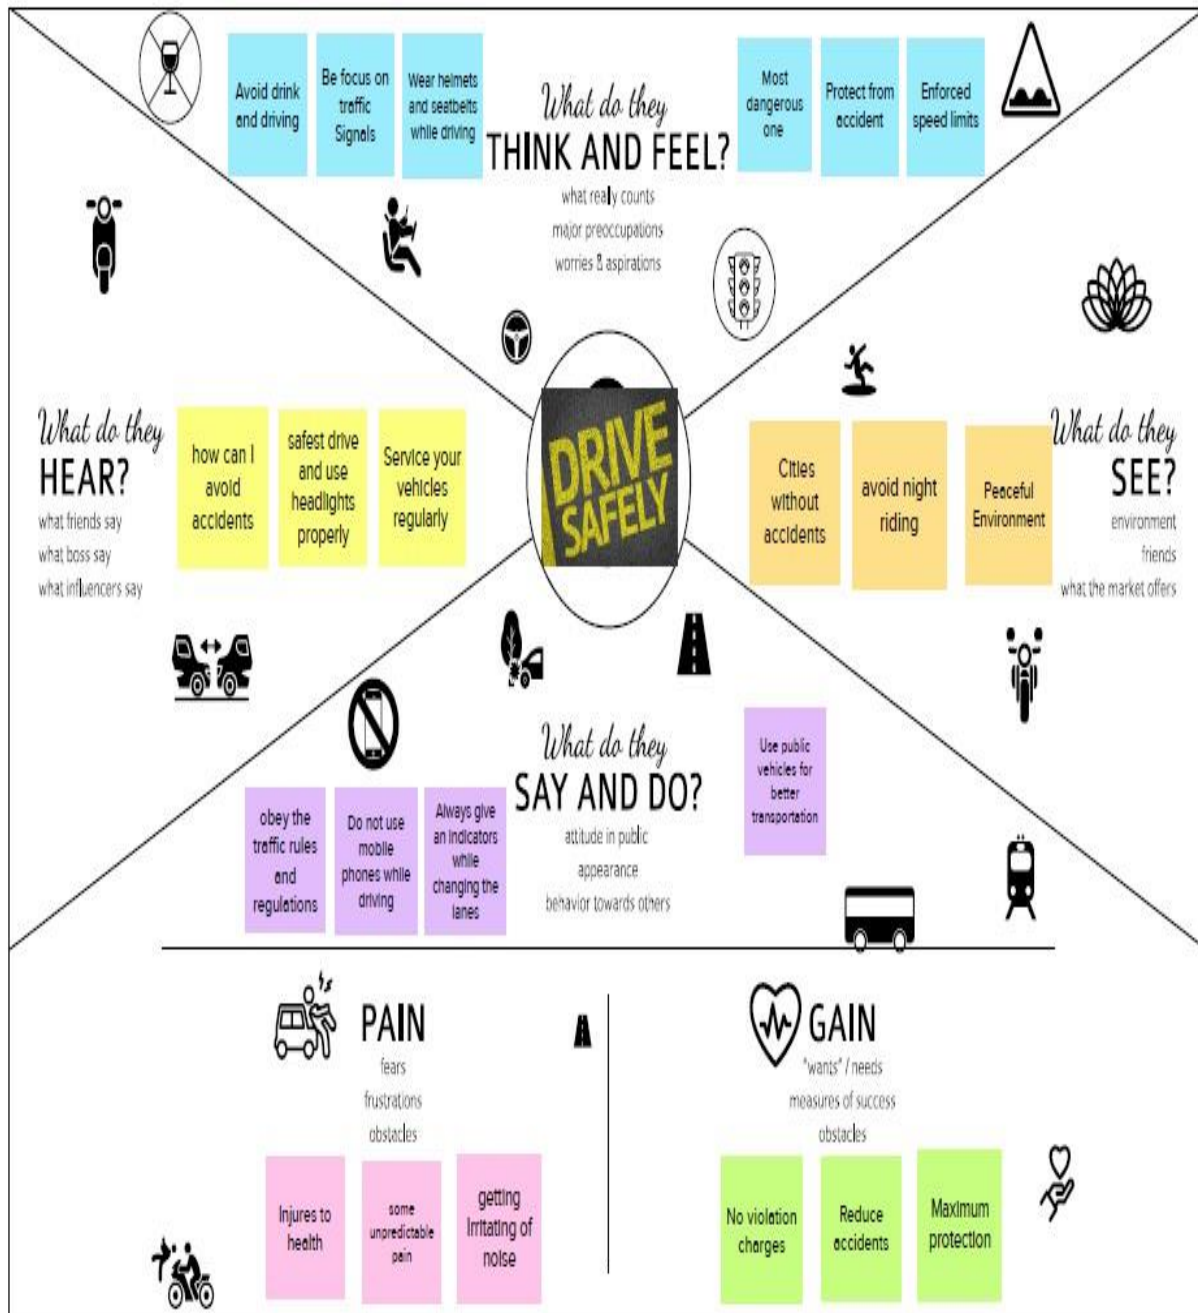 Avoid drink
and driving
Be focus on
traffic
Signals
Wear helmets
and seatbelts
while driving
What do they
THINK AND FEEL?
what really counts
major preoccupations
worries & aspirations
Most
dangerous
one
Protect from
accident
Enforced
speed limits
What do they
HEAR?
what friends say
what boss say
what influencers say
how can I
avoid
accidents
safest drive
and use
headlights
properly
Service your
vehicles
regularly
DRIVE
SAFELY
Cities
without
accidents
avoid night
riding
Peaceful
Environment
What do they
SEE?
environment
friends
what the market offers
obey the
traffic rules
and
regulations
Do not use
mobile
phones while
driving
Always give
an indicators
while
changing the
lanes
What do they
SAY AND DO?
attitude in public
appearance
behavior towards others
Use public
vehicles for
better
transportation
PAIN
fears
frustrations
obstacles
Injures to
health
some
unpredictable
pain
getting
irritating of
noise
GAIN
"wants" / needs
measures of success
obstacles
No violation
charges
Reduce
accidents
Maximum
protection